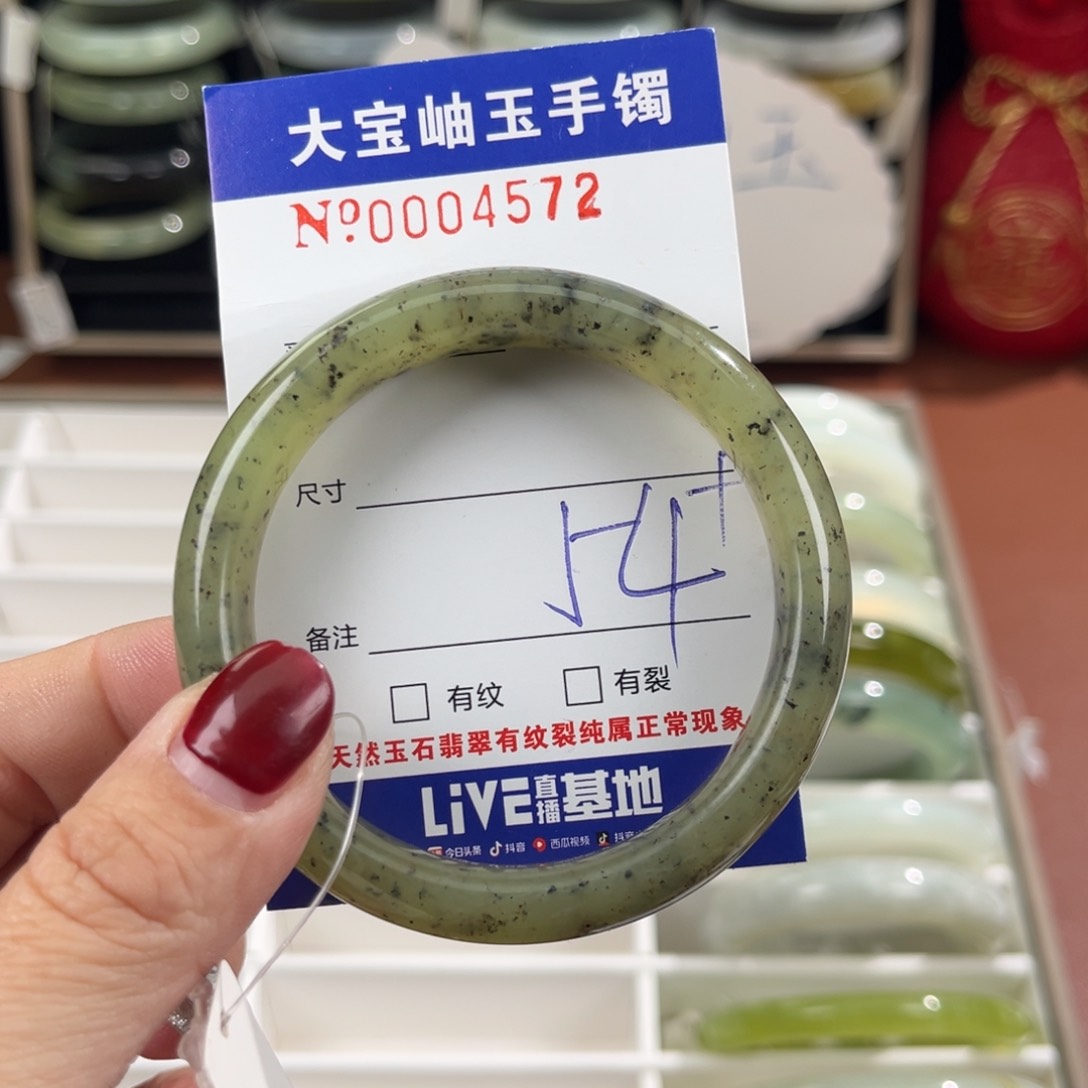 大宝岫玉手镯
Nº0004572
尺寸
54+
备注
□ 有纹 □ 有裂
天然玉石翡翠有纹裂纯属正常现象
LiVE直播基地
今日头条 抖音 西瓜视频